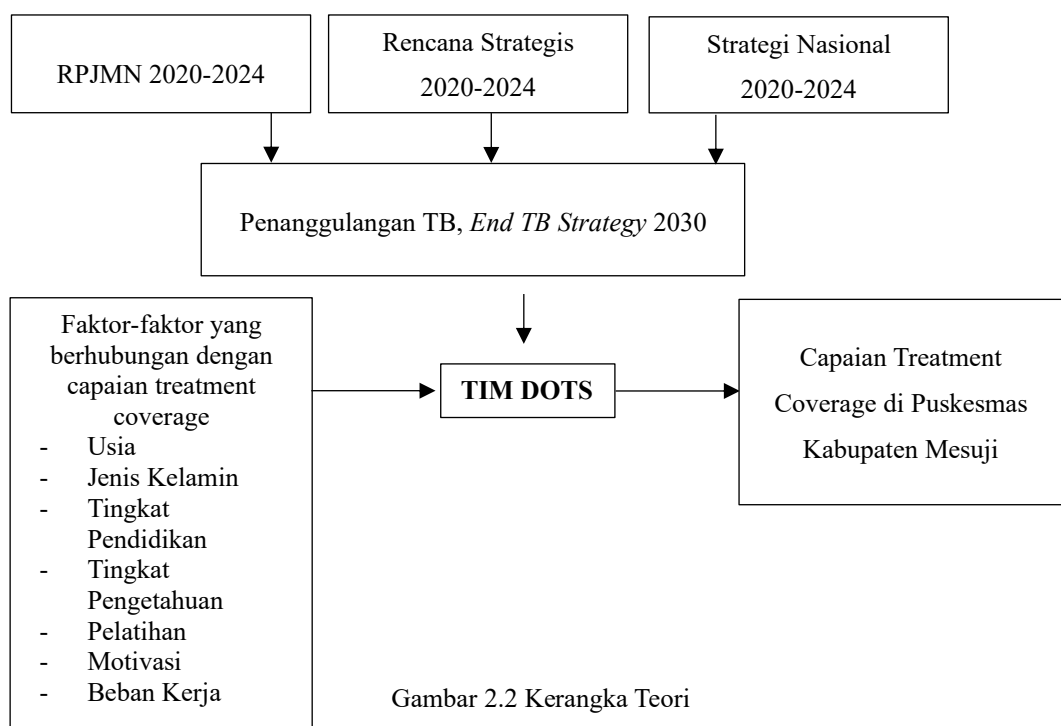 RPJMN 2020-2024
Rencana Strategis
2020-2024
Strategi Nasional
2020-2024
Penanggulangan TB, End TB Strategy 2030
Faktor-faktor yang
berhubungan dengan
capaian treatment
coverage
- Usia
- Jenis Kelamin
- Tingkat
Pendidikan
- Tingkat
Pengetahuan
- Pelatihan
- Motivasi
- Beban Kerja
TIM DOTS
Capaian Treatment
Coverage di Puskesmas
Kabupaten Mesuji
Gambar 2.2 Kerangka Teori